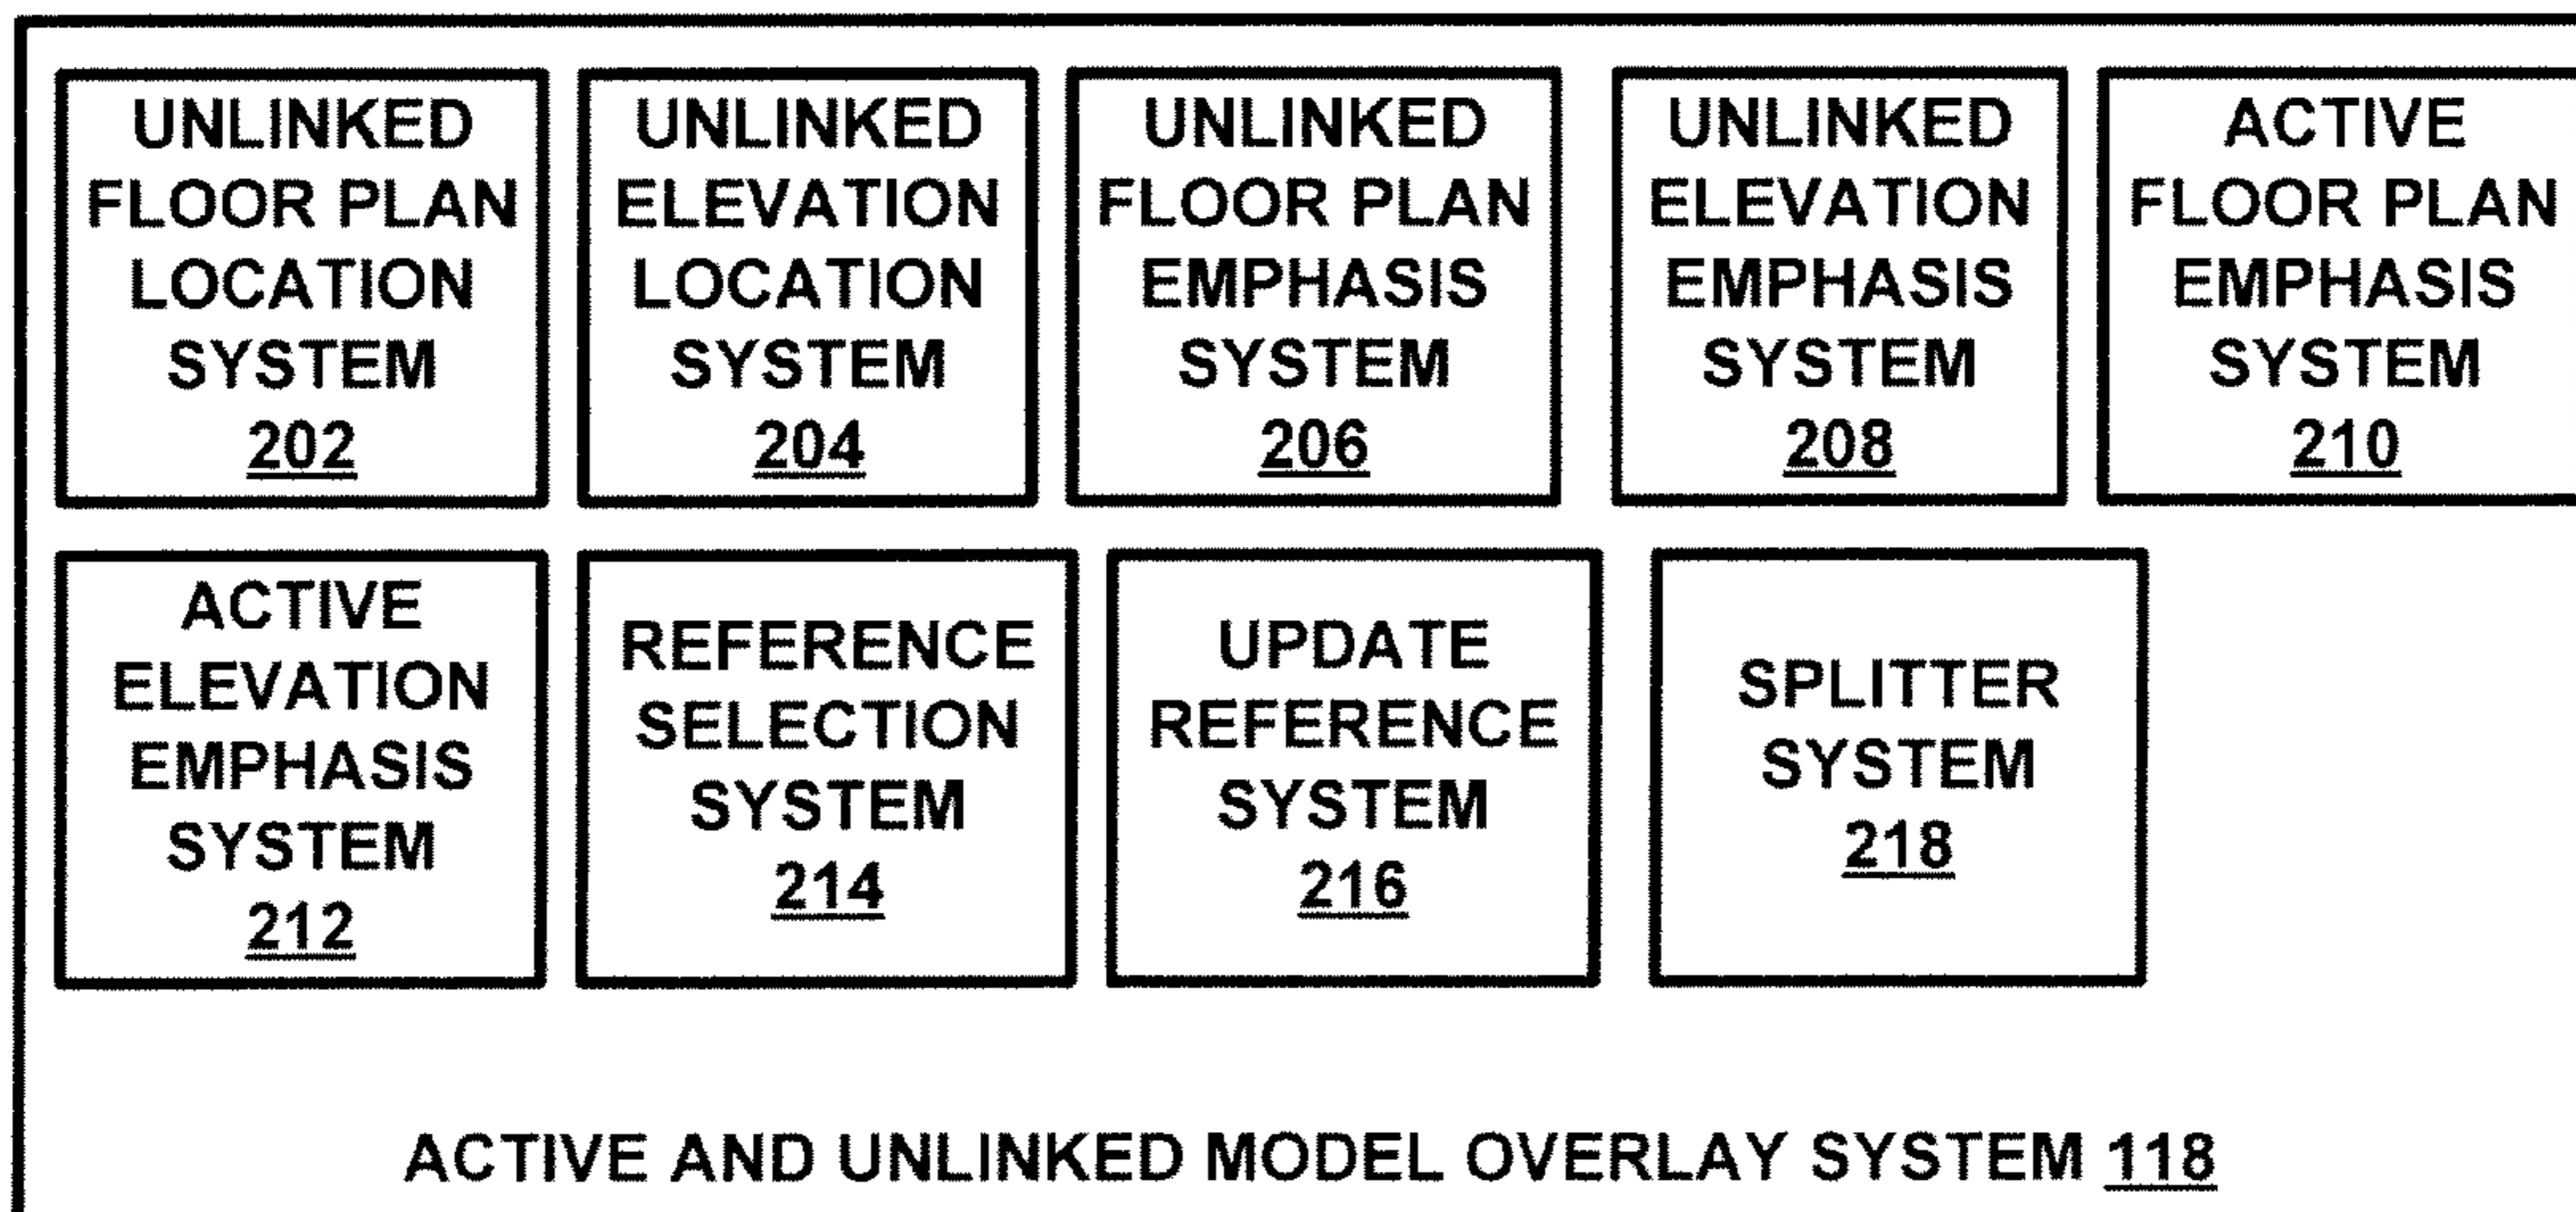 UNLINKED
FLOOR PLAN
LOCATION
SYSTEM
202
UNLINKED
ELEVATION
LOCATION
SYSTEM
204
UNLINKED
FLOOR PLAN
EMPHASIS
SYSTEM
206
UNLINKED
ELEVATION
EMPHASIS
SYSTEM
208
ACTIVE
FLOOR PLAN
EMPHASIS
SYSTEM
210
ACTIVE
ELEVATION
EMPHASIS
SYSTEM
212
REFERENCE
SELECTION
SYSTEM
214
UPDATE
REFERENCE
SYSTEM
216
SPLITTER
SYSTEM
218
ACTIVE AND UNLINKED MODEL OVERLAY SYSTEM 118